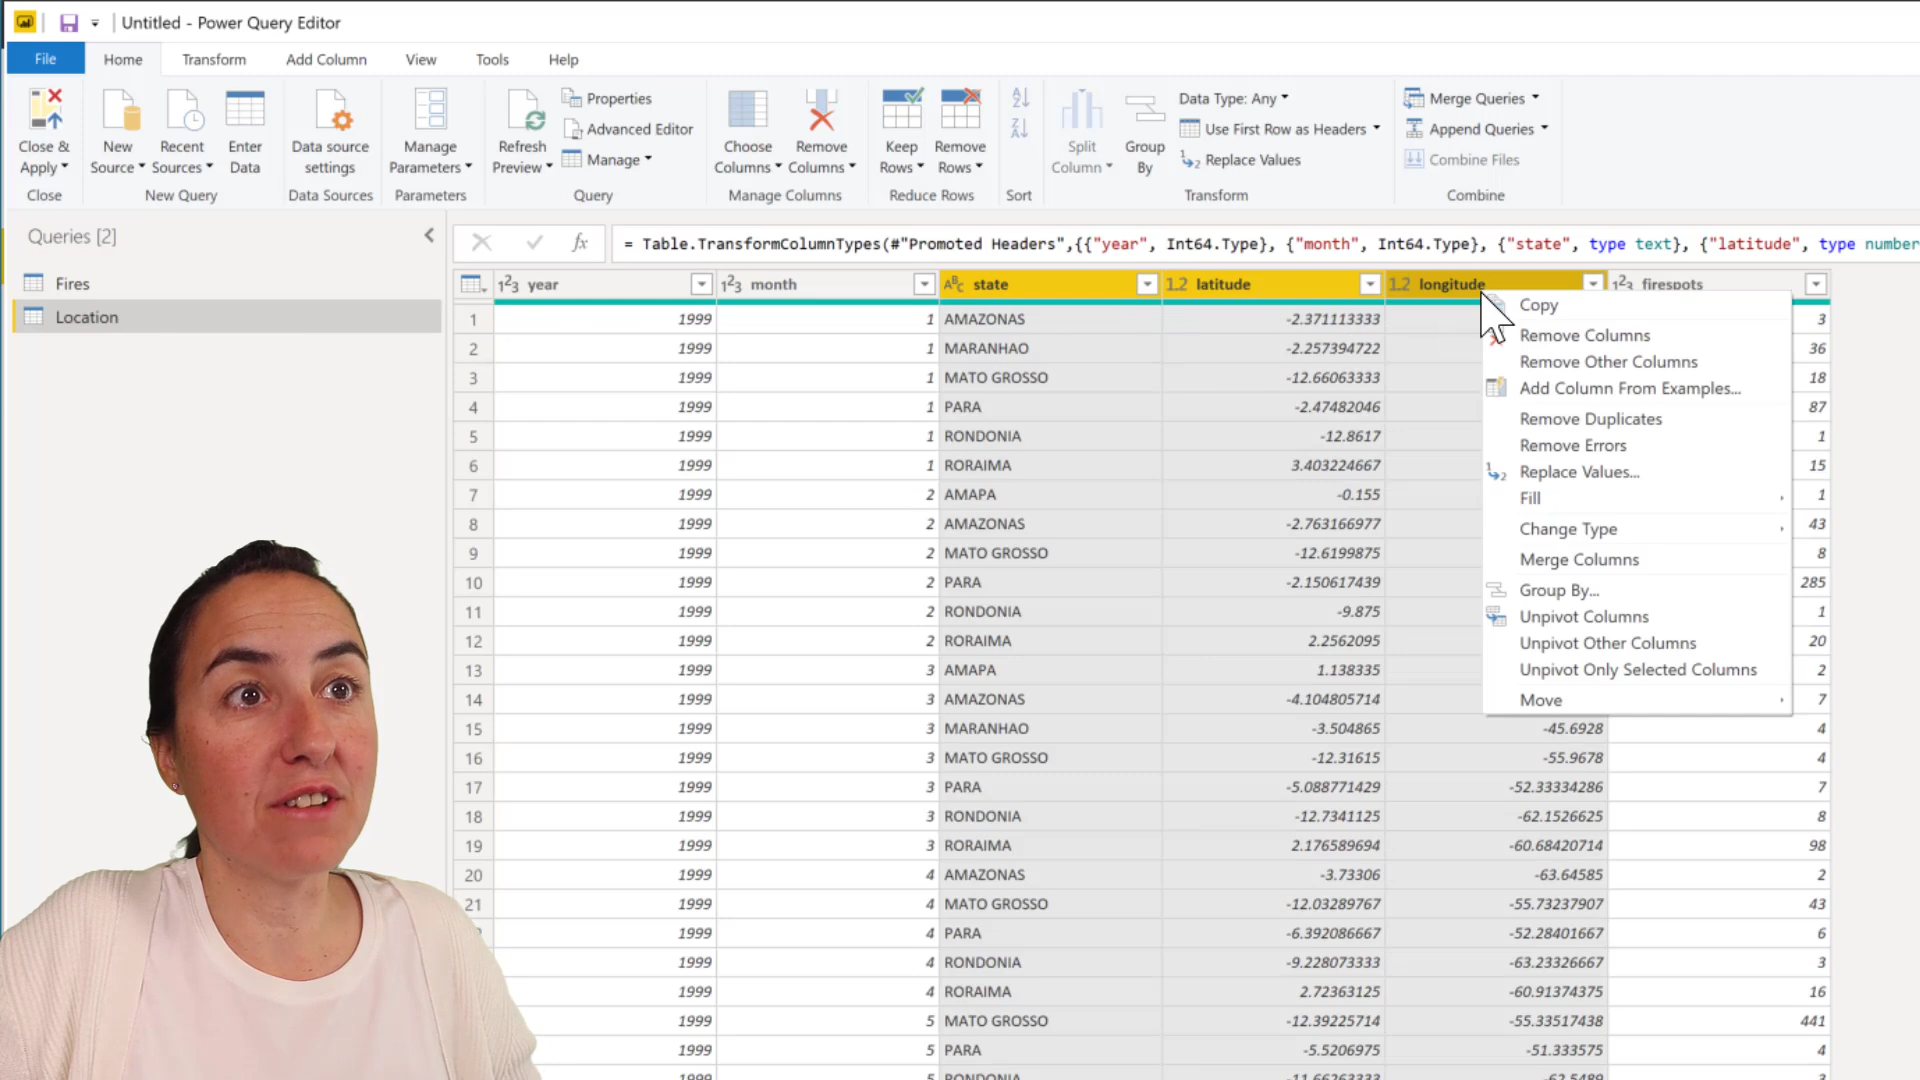 Untitled - Power Query Editor
File Home Transform Add Column View Tools Help
Close & Apply
New Source
Recent Sources
Enter Data
Data source settings
Manage Parameters
Refresh Preview
Properties
Advanced Editor
Manage
Choose Columns
Remove Columns
Keep Rows
Remove Rows
Split Column
Group By
Data Type: Any
Use First Row as Headers
Replace Values
Merge Queries
Append Queries
Combine Files
Close New Query Data Sources Parameters Query Manage Columns Reduce Rows Sort Transform Combine
Queries [2]
Fires
Location
fx = Table.TransformColumnTypes(#"Promoted Headers",{{"year", Int64.Type}, {"month", Int64.Type}, {"state", type text}, {"latitude", type number
123 year 123 month ABC state 1.2 latitude 1.2 longitude 123 firespots
1 1999 1 AMAZONAS -2.371113333 3
2 1999 1 MARANHAO -2.257394722 36
3 1999 1 MATO GROSSO -12.66063333 18
4 1999 1 PARA -2.47482046 87
5 1999 1 RONDONIA -12.8617 1
6 1999 1 RORAIMA 3.403224667 15
7 1999 2 AMAPA -0.155 1
8 1999 2 AMAZONAS -2.763166977 43
9 1999 2 MATO GROSSO -12.6199875 8
10 1999 2 PARA -2.150617439 285
11 1999 2 RONDONIA -9.875 1
12 1999 2 RORAIMA 2.2562095 20
13 1999 3 AMAPA 1.138335 2
14 1999 3 AMAZONAS -4.104805714 7
15 1999 3 MARANHAO -3.504865 -45.6928 4
16 1999 3 MATO GROSSO -12.31615 -55.9678 4
17 1999 3 PARA -5.088771429 -52.33334286 7
18 1999 3 RONDONIA -12.7341125 -62.1526625 8
19 1999 3 RORAIMA 2.176589694 -60.68420714 98
20 1999 4 AMAZONAS -3.73306 -63.64585 2
21 1999 4 MATO GROSSO -12.03289767 -55.73237907 43
1999 4 PARA -6.392086667 -52.28401667 6
1999 4 RONDONIA -9.228073333 -63.23326667 3
1999 4 RORAIMA 2.72363125 -60.91374375 16
1999 5 MATO GROSSO -12.39225714 -55.33517438 441
1999 5 PARA -5.5206975 -51.333575 4
1999 5 RONDONIA -11.66263333 -62.5489 3
Copy
Remove Columns
Remove Other Columns
Add Column From Examples...
Remove Duplicates
Remove Errors
Replace Values...
Fill
Change Type
Merge Columns
Group By...
Unpivot Columns
Unpivot Other Columns
Unpivot Only Selected Columns
Move